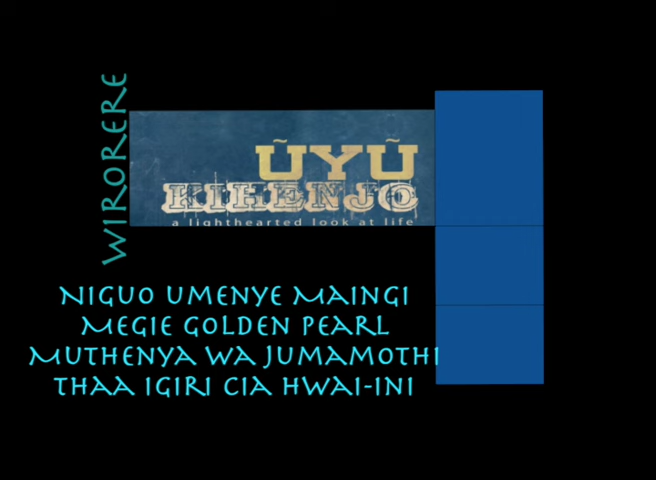 WIRORERE
ŨYŨ
KIHENJO
a lighthearted look at life
NIGUO UMENYE MAINGI
MEGIE GOLDEN PEARL
MUTHENYA WA JUMAMOTHI
THAA IGIRI CIA HWAI-INI